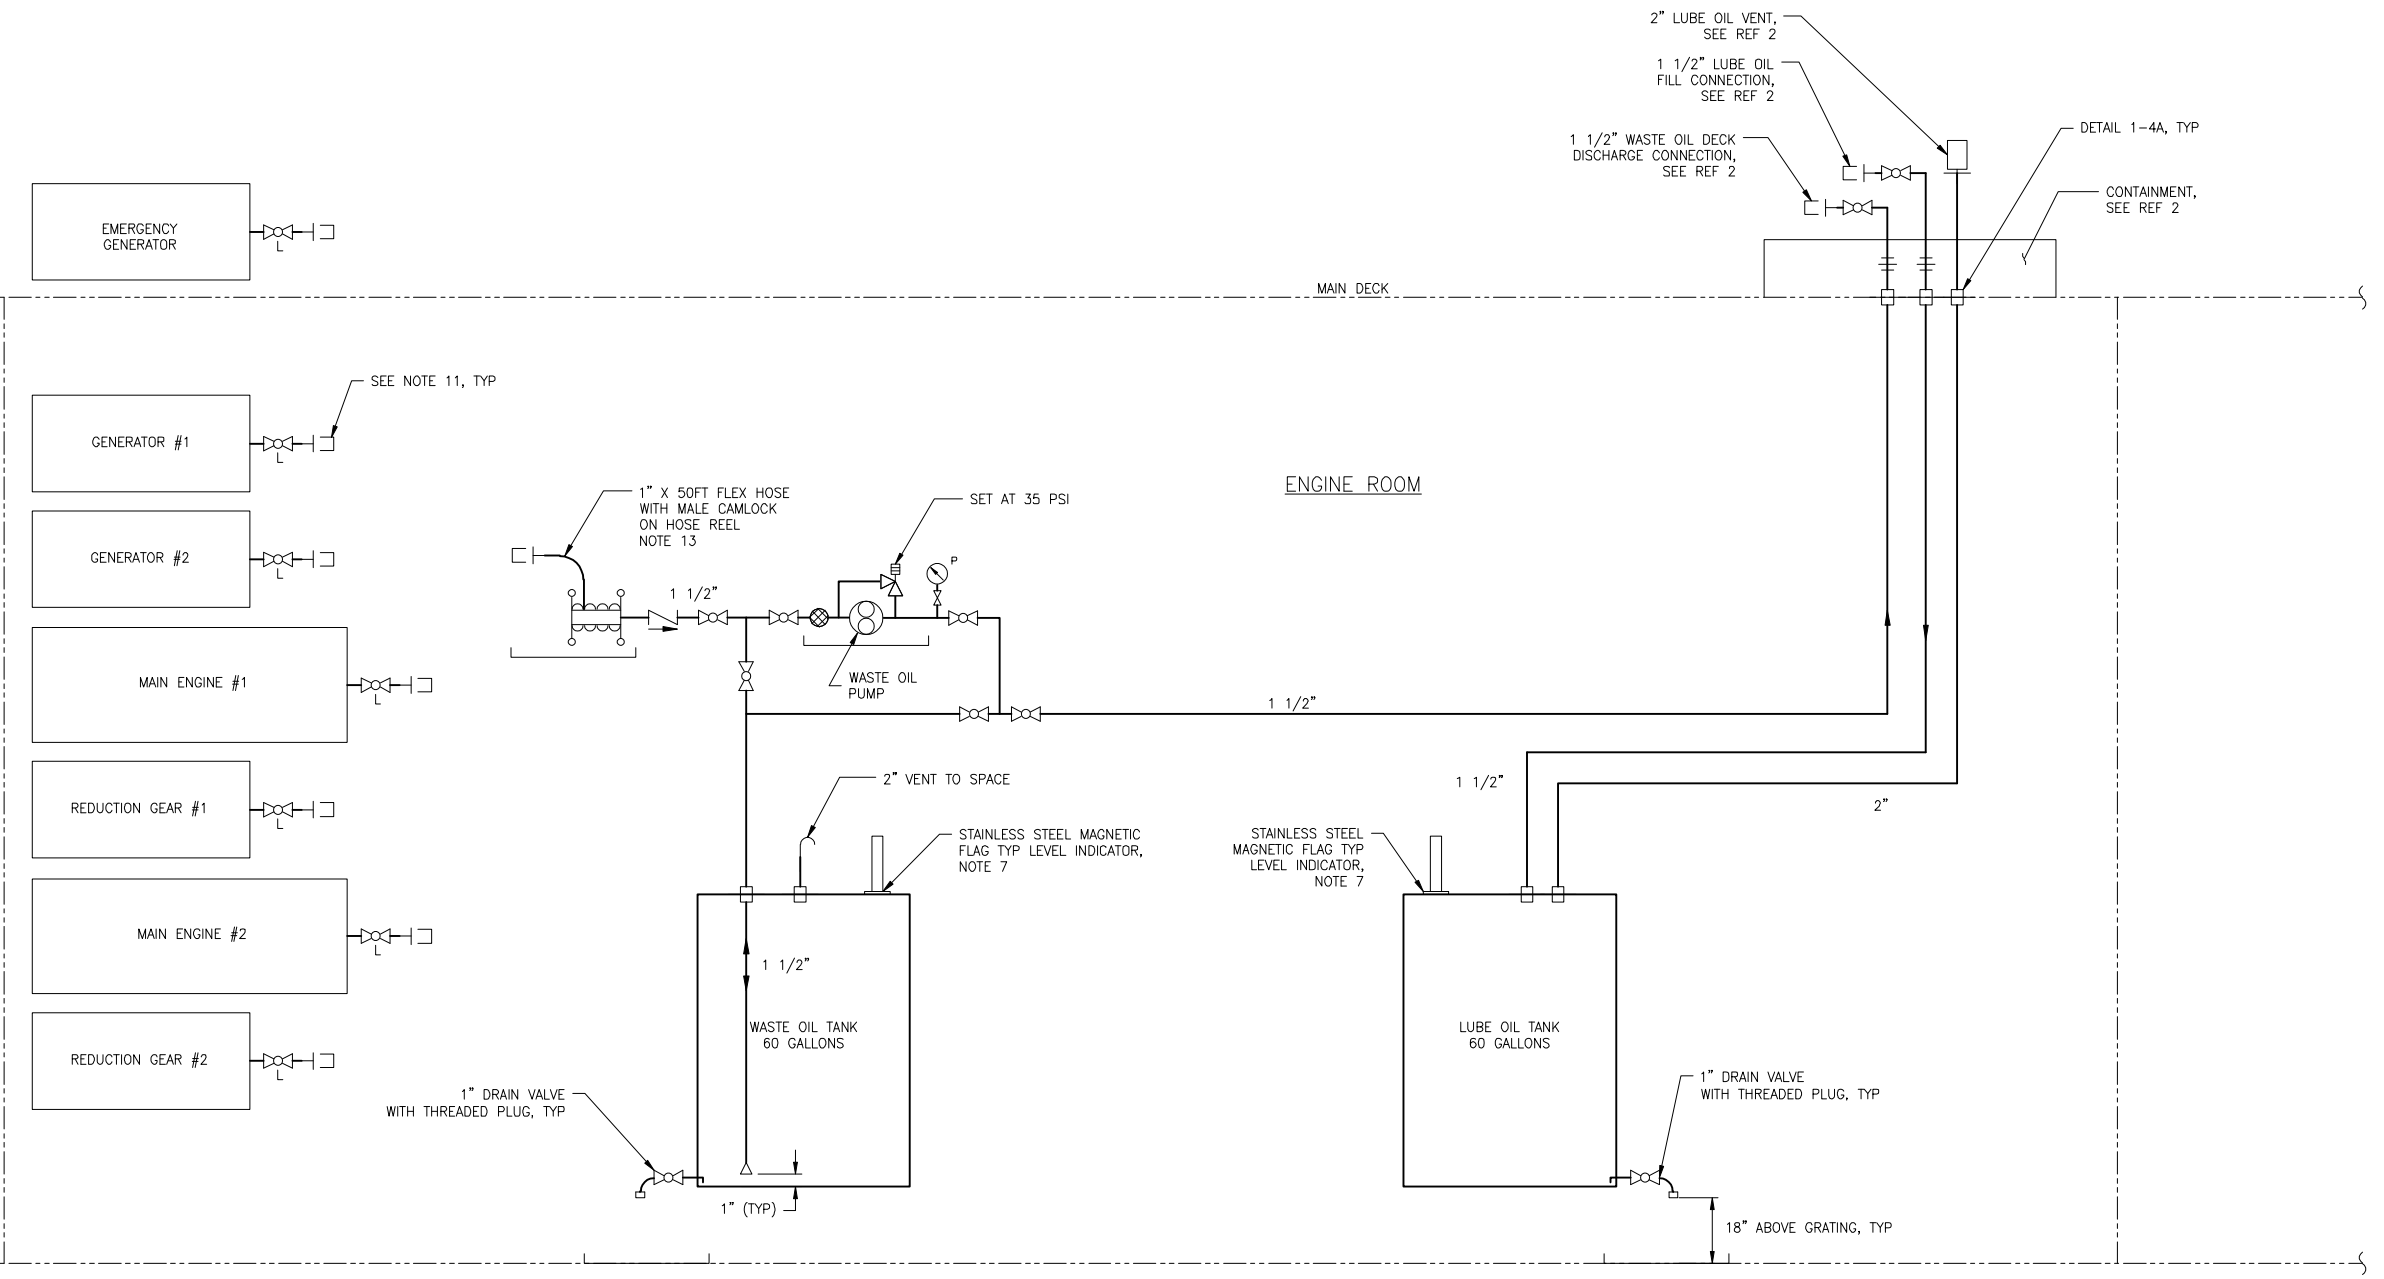 2” LUBE OIL VENT,
SEE REF 2
1 1/2” LUBE OIL
FILL CONNECTION,
SEE REF 2
1 1/2” WASTE OIL DECK
DISCHARGE CONNECTION,
SEE REF 2
DETAIL 1-4A, TYP
CONTAINMENT,
SEE REF 2
EMERGENCY
GENERATOR
L
MAIN DECK
SEE NOTE 11, TYP
GENERATOR #1
L
ENGINE ROOM
1” X 50FT FLEX HOSE
WITH MALE CAMLOCK
ON HOSE REEL
NOTE 13
SET AT 35 PSI
GENERATOR #2
L
P
1 1/2”
WASTE OIL
PUMP
MAIN ENGINE #1
L
1 1/2”
2” VENT TO SPACE
1 1/2”
2”
REDUCTION GEAR #1
L
STAINLESS STEEL MAGNETIC
FLAG TYP LEVEL INDICATOR,
NOTE 7
STAINLESS STEEL
MAGNETIC FLAG TYP
LEVEL INDICATOR,
NOTE 7
MAIN ENGINE #2
L
1 1/2”
WASTE OIL TANK
60 GALLONS
LUBE OIL TANK
60 GALLONS
REDUCTION GEAR #2
L
1” DRAIN VALVE
WITH THREADED PLUG, TYP
1” DRAIN VALVE
WITH THREADED PLUG, TYP
1” (TYP)
18” ABOVE GRATING, TYP